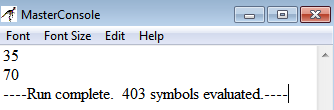 MasterConsole
Font Font Size Edit Help
35
70
----Run complete.  403 symbols evaluated.----